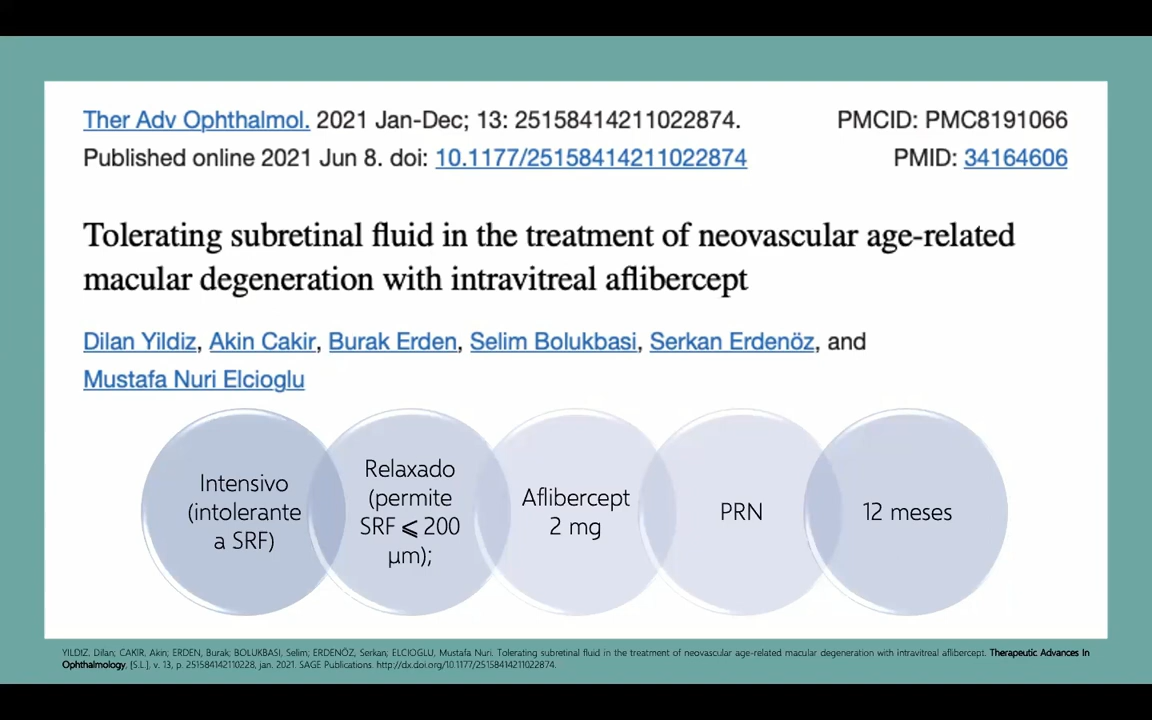 Ther Adv Ophthalmol. 2021 Jan-Dec; 13: 25158414211022874.
PMCID: PMC8191066
Published online 2021 Jun 8. doi: 10.1177/25158414211022874
PMID: 34164606
Tolerating subretinal fluid in the treatment of neovascular age-related
macular degeneration with intravitreal aflibercept
Dilan Yildiz, Akin Cakir, Burak Erden, Selim Bolukbasi, Serkan Erdenöz, and
Mustafa Nuri Elcioglu
Intensivo
(intolerante
a SRF)
Relaxado
(permite
SRF ⩽ 200
µm);
Aflibercept
2 mg
PRN
12 meses
YILDIZ, Dilan; CAKIR, Akin; ERDEN, Burak; BOLUKBASI, Selim; ERDENÖZ, Serkan; ELCIOGLU, Mustafa Nuri. Tolerating subretinal fluid in the treatment of neovascular age-related macular degeneration with intravitreal aflibercept. Therapeutic Advances In
Ophthalmology, [S.L.], v. 13, p. 251584142110228, jan. 2021. SAGE Publications. http://dx.doi.org/10.1177/25158414211022874.